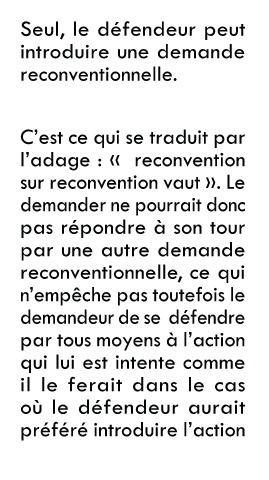 Seul, le défendeur peut
introduire une demande
reconventionnelle.
C'est ce qui se traduit par
l'adage : «  reconvention
sur reconvention vaut ». Le
demander ne pourrait donc
pas répondre à son tour
par une autre demande
reconventionnelle, ce qui
n'empêche pas toutefois le
demandeur de se  défendre
par tous moyens à l'action
qui lui est intente comme
il le ferait dans le cas
où le défendeur aurait
préféré introduire l'action